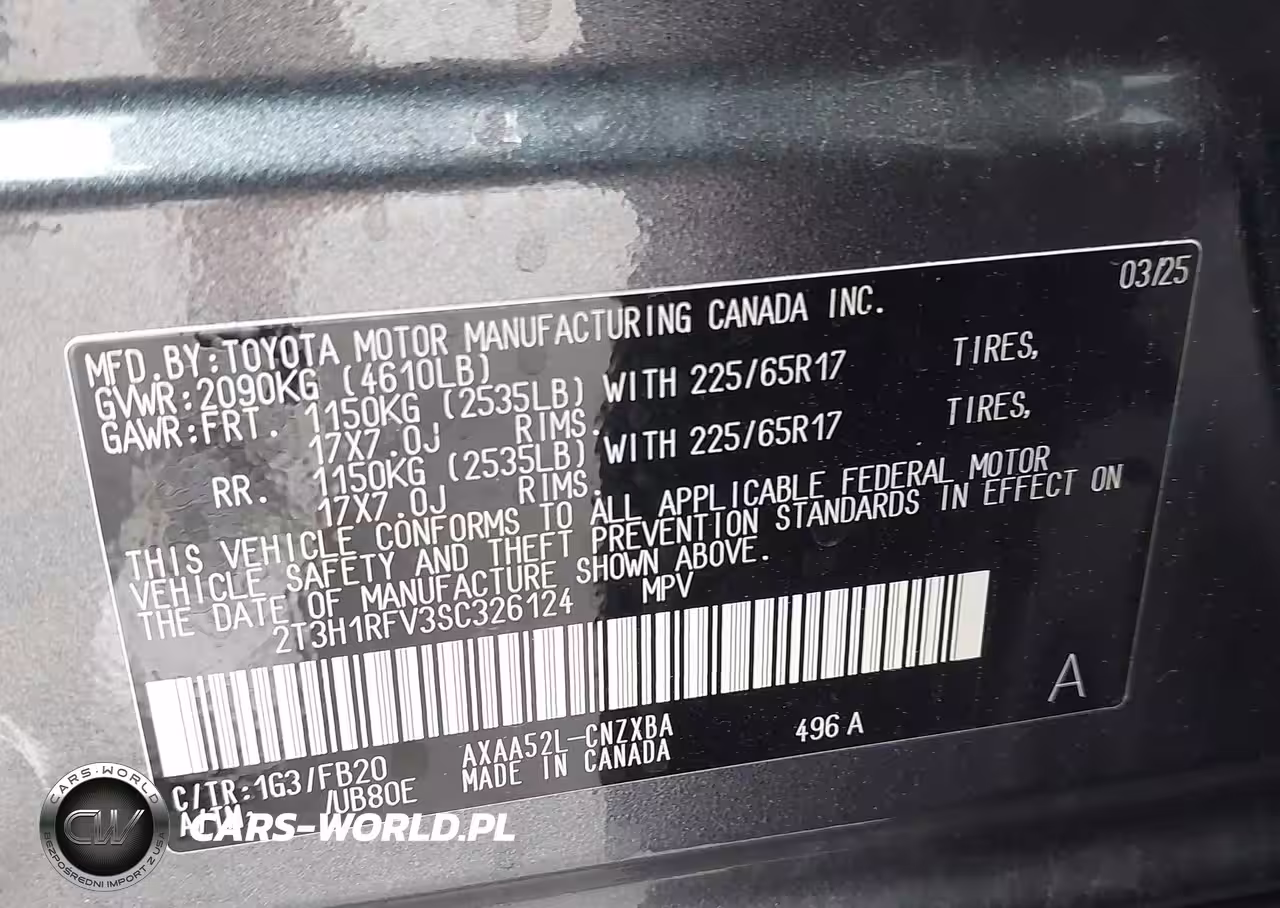 03/25
MFD.BY:TOYOTA MOTOR MANUFACTURING CANADA INC.
GVWR:2090KG (4610LB)
GAWR:FRT. 1150KG (2535LB) WITH 225/65R17 TIRES,
17X7.0J RIMS.
RR. 1150KG (2535LB) WITH 225/65R17 TIRES,
17X7.0J RIMS.
THIS VEHICLE CONFORMS TO ALL APPLICABLE FEDERAL MOTOR
VEHICLE SAFETY AND THEFT PREVENTION STANDARDS IN EFFECT ON
THE DATE OF MANUFACTURE SHOWN ABOVE.
2T3H1RFV3SC326124 MPV
A
C/TR:1G3/FB20 AXAA52L-CNZXBA 496 A
/UB80E MADE IN CANADA
CARS-WORLD.PL
CARS-WORLD
CW
BEZPOŚREDNI IMPORT Z USA